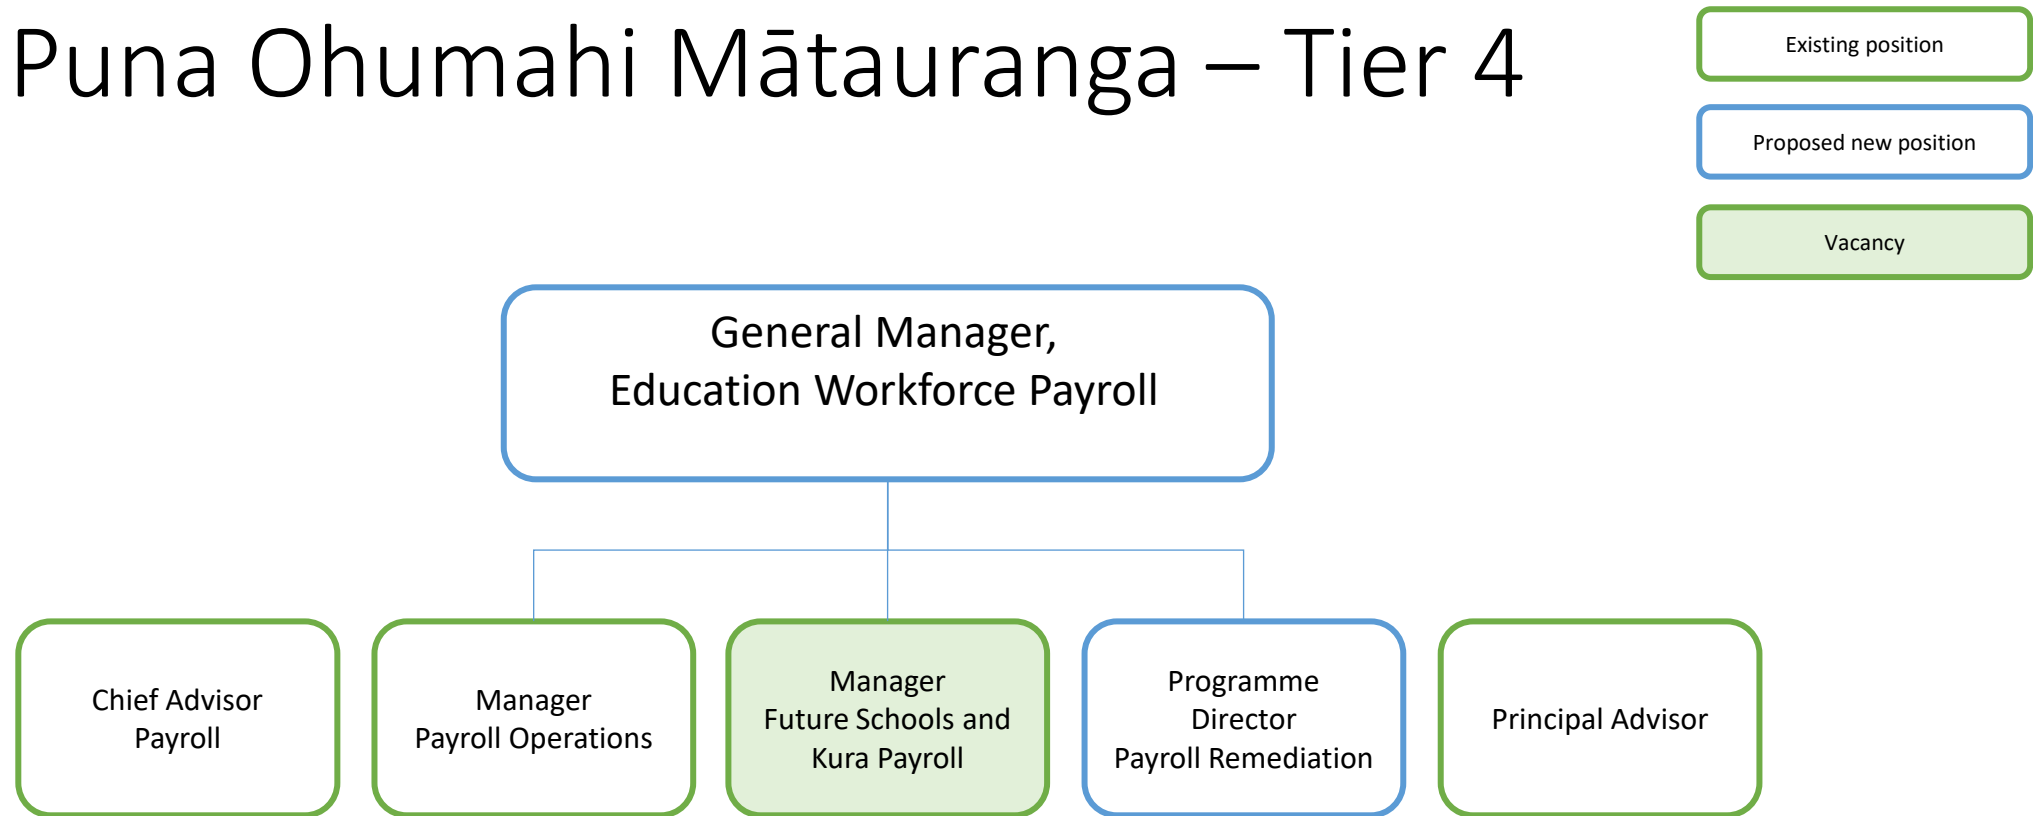 Puna Ohumahi Mātauranga – Tier 4
Existing position
Proposed new position
Vacancy
General Manager,
Education Workforce Payroll
Chief Advisor
Payroll
Manager
Payroll Operations
Manager
Future Schools and
Kura Payroll
Programme
Director
Payroll Remediation
Principal Advisor